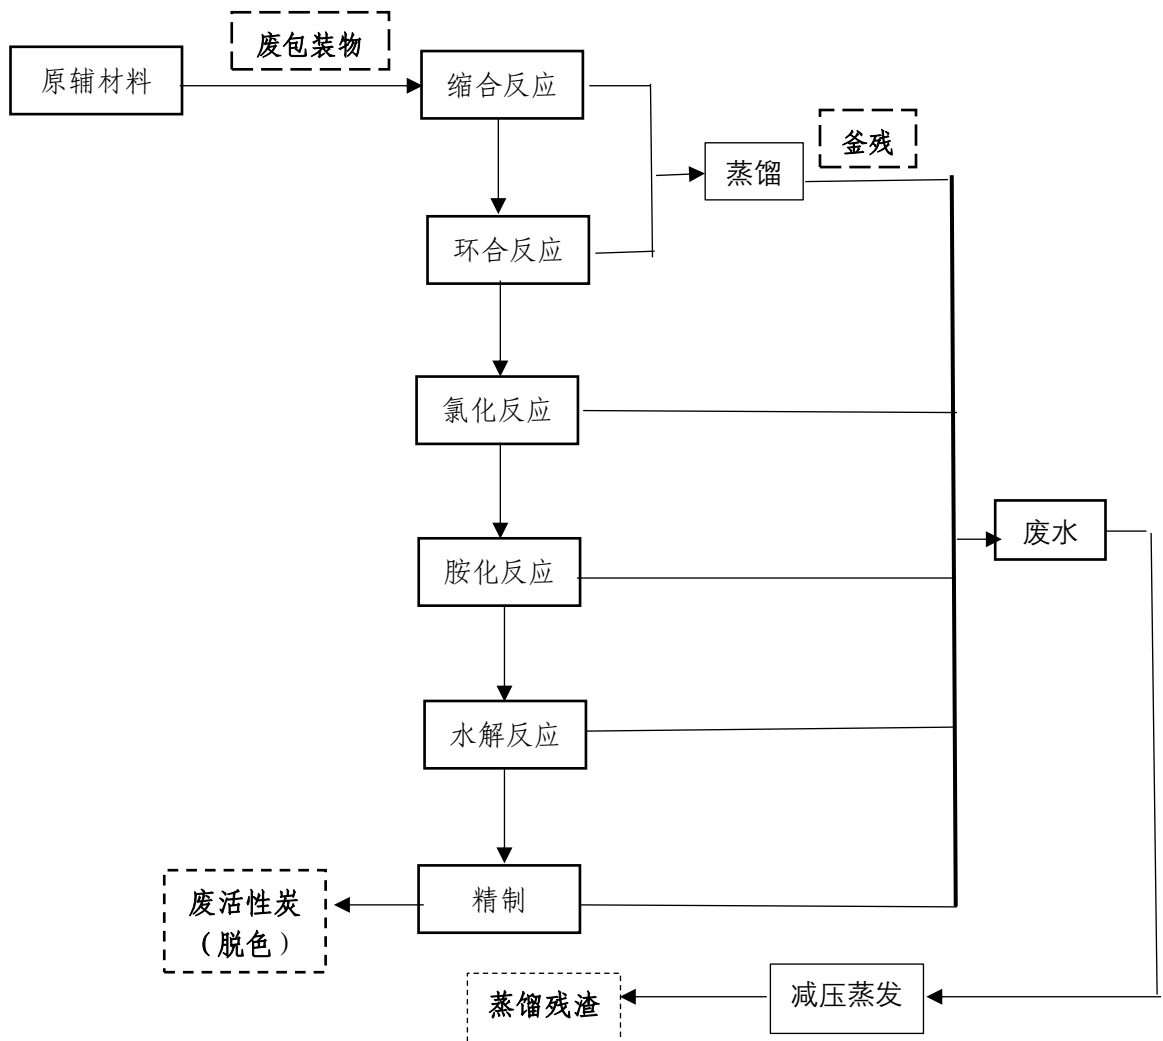 废包装物
原辅材料
缩合反应
釜残
蒸馏
环合反应
氯化反应
废水
胺化反应
水解反应
精制
废活性炭
（脱色）
减压蒸发
蒸馏残渣